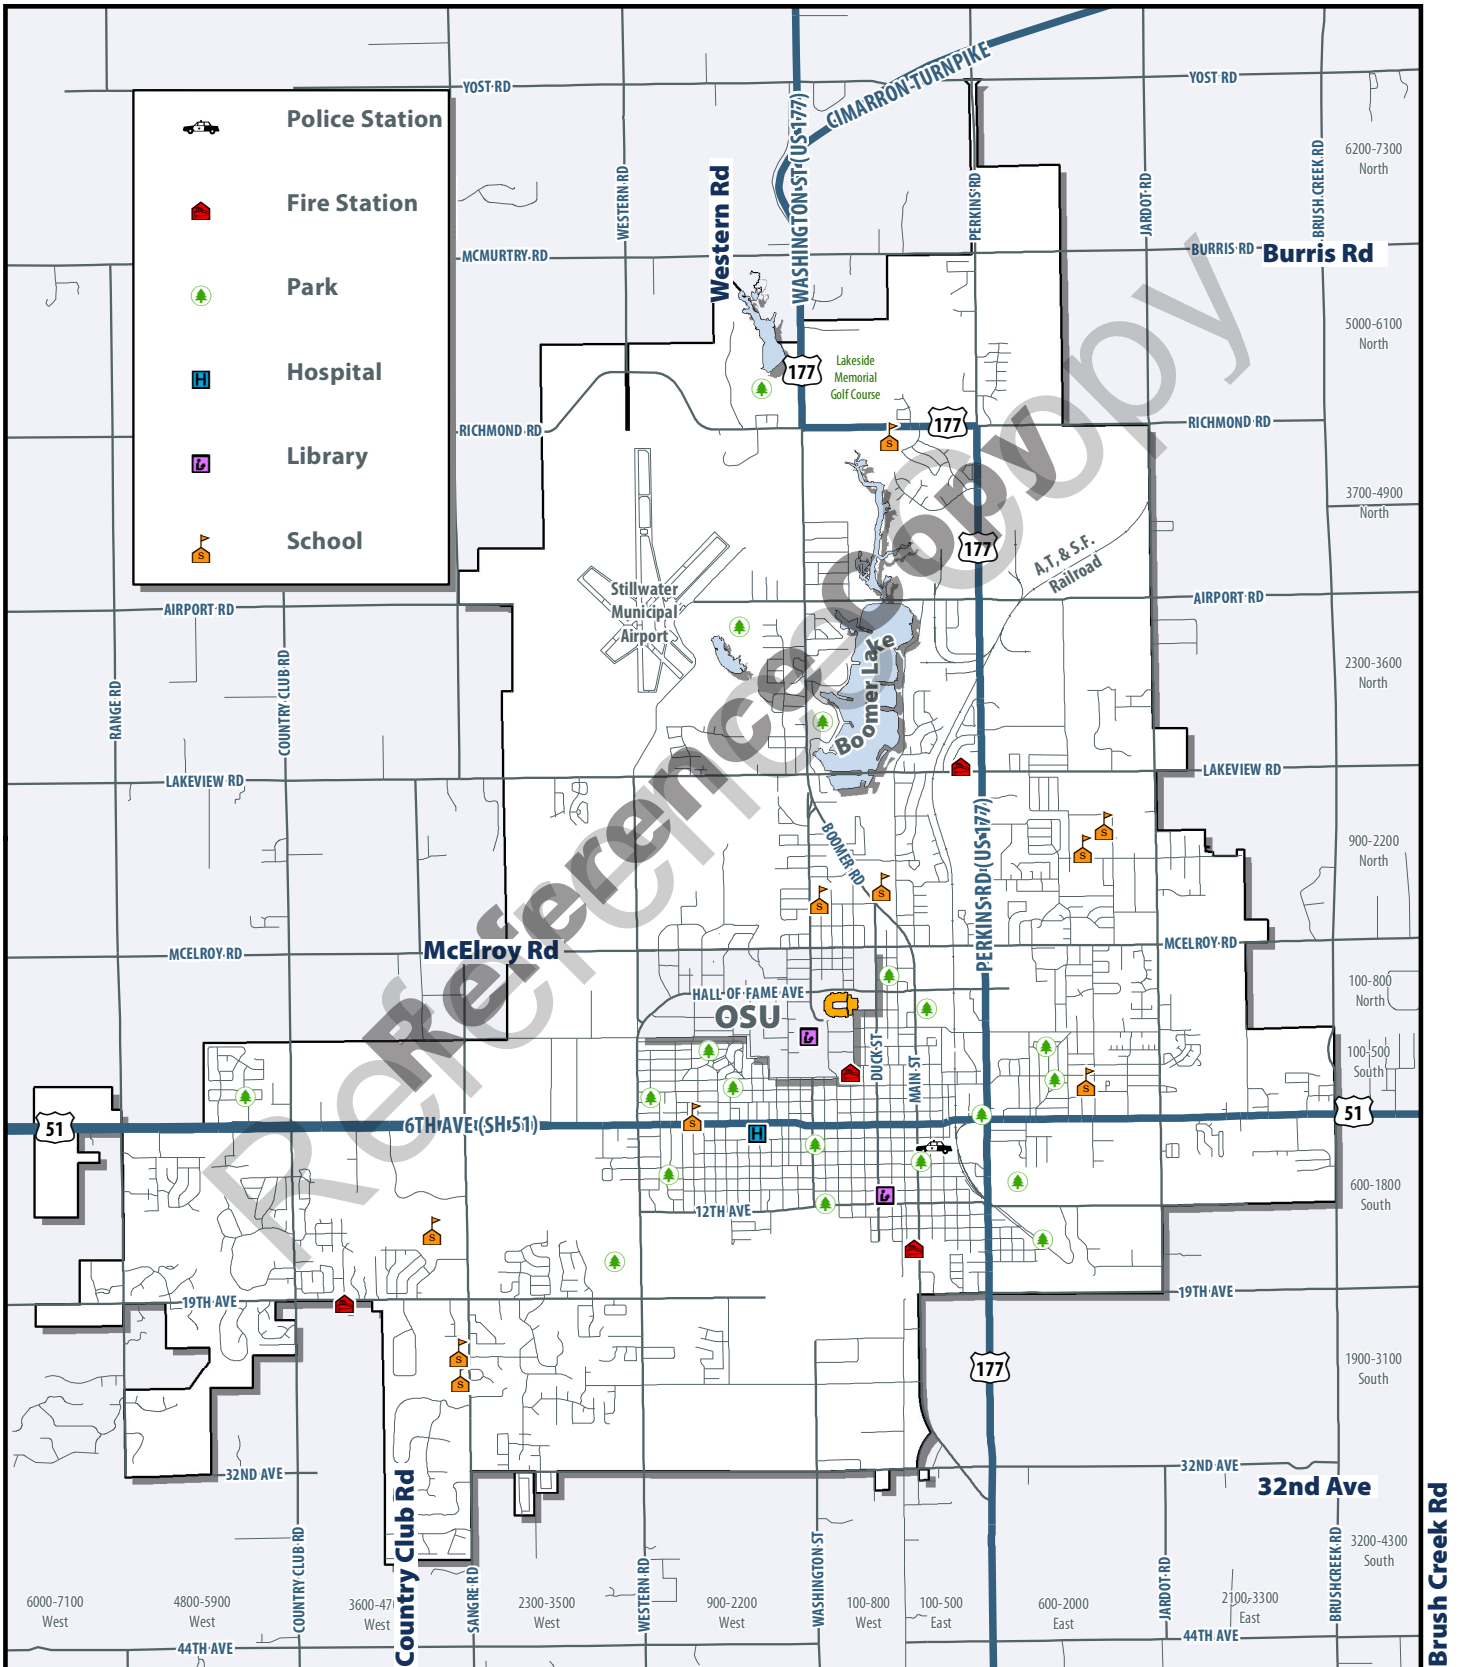 YOST RD
CIMARRON TURNPIKE
YOST RD
Police Station
Fire Station
Park
Hospital
Library
School
WESTERN RD
Western Rd
WASHINGTON ST (US 177)
PERKINS RD
JARDOT RD
BRUSH CREEK RD
6200-7300
North
MCMURTRY RD
BURRIS RD
Burris Rd
5000-6100
North
177
Lakeside
Memorial
Golf Course
RICHMOND RD
177
RICHMOND RD
3700-4900
North
177
A,T, & S.F.
Railroad
Stillwater
Municipal
Airport
AIRPORT RD
AIRPORT RD
RANGE RD
COUNTRY CLUB RD
Boomer Lake
2300-3600
North
LAKEVIEW RD
LAKEVIEW RD
BOOMER RD
PERKINS RD (US 177)
S
S
S
S
S
900-2200
North
Reference Copy
Reference Copy
MCELROY RD
McElroy Rd
MCELROY RD
HALL OF FAME AVE
OSU
100-800
North
DUCK ST
MAIN ST
100-500
South
51
6TH AVE (SH 51)
H
51
600-1800
South
12TH AVE
19TH AVE
19TH AVE
177
1900-3100
South
32ND AVE
32ND AVE
32nd Ave
COUNTRY CLUB RD
Country Club Rd
SANGRE RD
WESTERN RD
WASHINGTON ST
JARDOT RD
BRUSHCREEK RD
Brush Creek Rd
3200-4300
South
6000-7100
West
4800-5900
West
3600-47
West
2300-3500
West
900-2200
West
100-800
West
100-500
East
600-2000
East
2100,3300
East
44TH AVE
44TH AVE